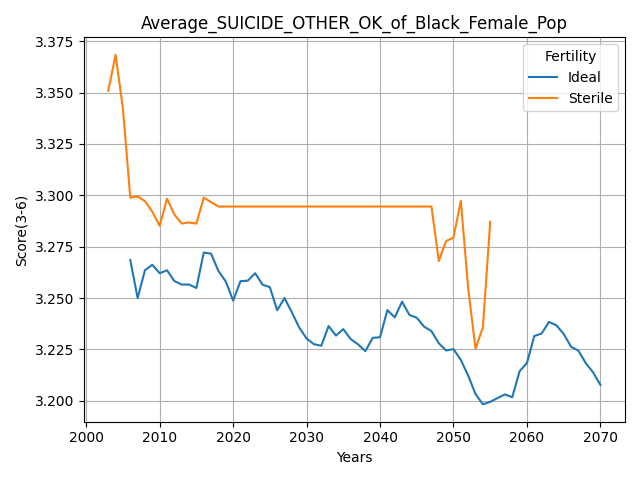 Average_SUICIDE_OTHER_OK_of_Black_Female_Pop
3.375
3.350
3.325
3.300
3.275
3.250
3.225
3.200
Score(3-6)
Fertility
Ideal
Sterile
2000 2010 2020 2030 2040 2050 2060 2070
Years